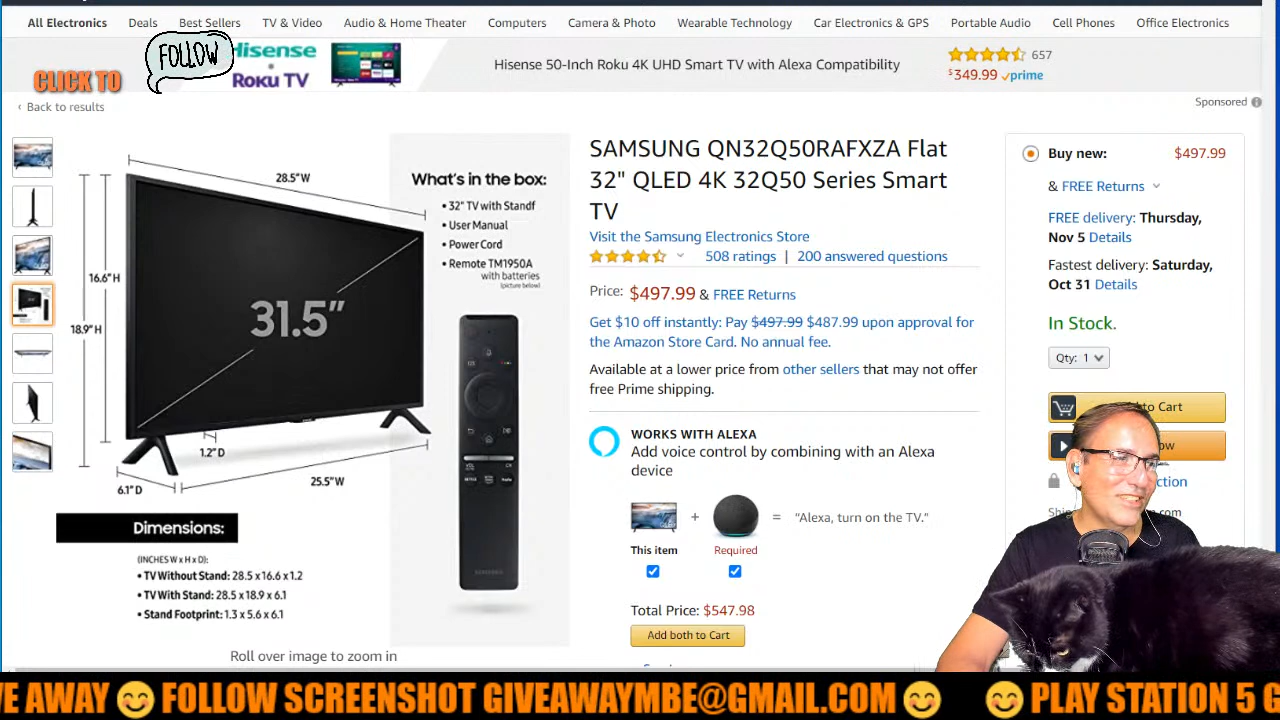 All Electronics Deals Best Sellers TV & Video Audio & Home Theater Computers Camera & Photo Wearable Technology Car Electronics & GPS Portable Audio Cell Phones Office Electronics
CLICK TO
FOLLOW
Hisense
Roku TV
Hisense 50-Inch Roku 4K UHD Smart TV with Alexa Compatibility
657
$349.99 prime
‹ Back to results
Sponsored
28.5"W
16.6"H
18.9"H
31.5"
1.2"D
6.1"D
25.5"W
What's in the box:
• 32" TV with Standf
• User Manual
• Power Cord
• Remote TM1950A
with batteries
(picture below)
SAMSUNG
Dimensions:
(INCHES W x H x D):
• TV Without Stand: 28.5 x 16.6 x 1.2
• TV With Stand: 28.5 x 18.9 x 6.1
• Stand Footprint: 1.3 x 5.6 x 6.1
Roll over image to zoom in
SAMSUNG QN32Q50RAFXZA Flat
32" QLED 4K 32Q50 Series Smart
TV
Visit the Samsung Electronics Store
508 ratings | 200 answered questions
Price: $497.99 & FREE Returns
Get $10 off instantly: Pay $497.99 $487.99 upon approval for
the Amazon Store Card. No annual fee.
Available at a lower price from other sellers that may not offer
free Prime shipping.
WORKS WITH ALEXA
Add voice control by combining with an Alexa
device
+ = "Alexa, turn on the TV."
This item Required
Total Price: $547.98
Add both to Cart
Buy new: $497.99
& FREE Returns
FREE delivery: Thursday,
Nov 5 Details
Fastest delivery: Saturday,
Oct 31 Details
In Stock.
Qty: 1
to Cart
VE AWAY 😊 FOLLOW SCREENSHOT GIVEAWAYMBE@GMAIL.COM 😊 😊 PLAY STATION 5 G